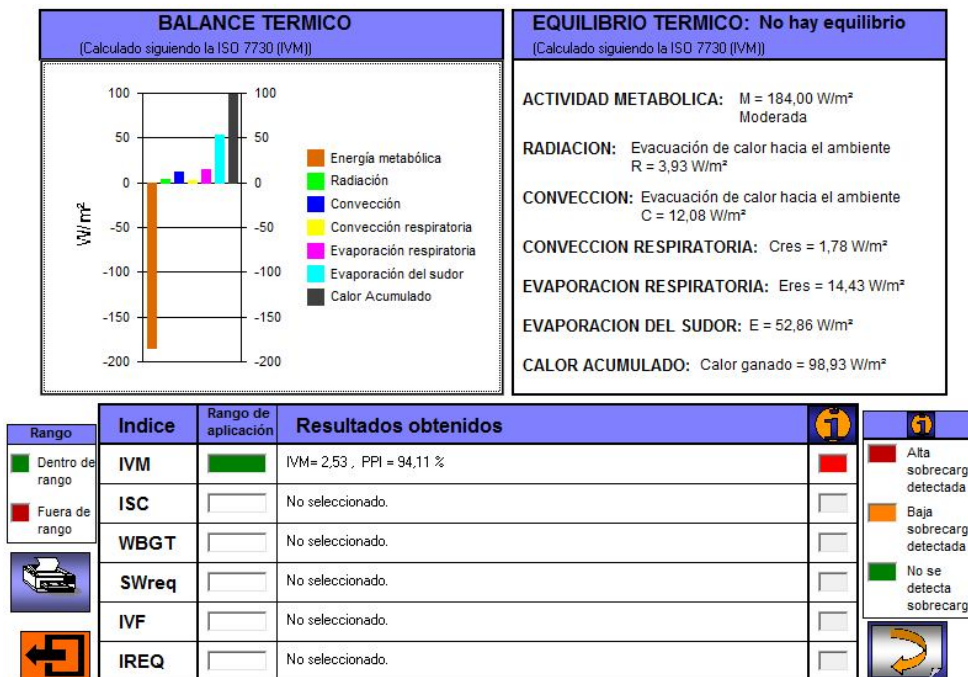 BALANCE TERMICO
(Calculado siguiendo la ISO 7730 (IVM))
100
50
0
-50
-100
-150
-200
W/m²
100
50
0
-50
-100
-150
-200
Energía metabólica
Radiación
Convección
Convección respiratoria
Evaporación respiratoria
Evaporación del sudor
Calor Acumulado
EQUILIBRIO TERMICO: No hay equilibrio
(Calculado siguiendo la ISO 7730 (IVM))
ACTIVIDAD METABOLICA: M = 184,00 W/m²
Moderada
RADIACION: Evacuación de calor hacia el ambiente
R = 3,93 W/m²
CONVECCION: Evacuación de calor hacia el ambiente
C = 12,08 W/m²
CONVECCION RESPIRATORIA: Cres = 1,78 W/m²
EVAPORACION RESPIRATORIA: Eres = 14,43 W/m²
EVAPORACION DEL SUDOR: E = 52,86 W/m²
CALOR ACUMULADO: Calor ganado = 98,93 W/m²
Rango
Dentro de
rango
Fuera de
rango
Indice
Rango de
aplicación
Resultados obtenidos
IVM
IVM= 2,53 , PPI = 94,11 %
ISC
No seleccionado.
WBGT
No seleccionado.
SWreq
No seleccionado.
IVF
No seleccionado.
IREQ
No seleccionado.
Alta
sobrecarg
detectada
Baja
sobrecarg
detectada
No se
detecta
sobrecarg